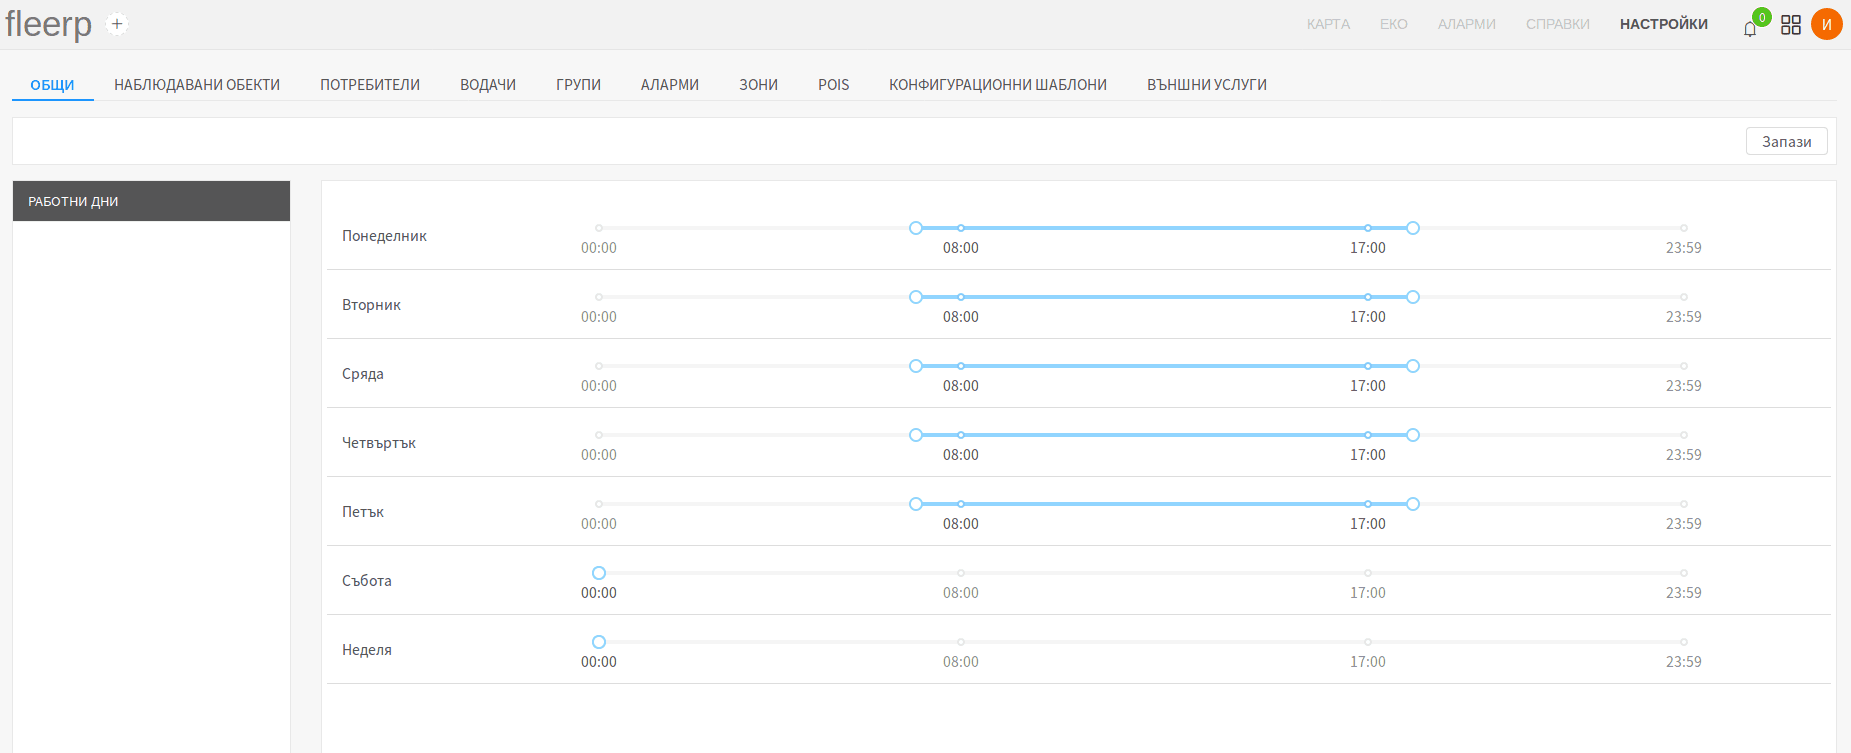 fleerp +
КАРТА ЕКО АЛАРМИ СПРАВКИ НАСТРОЙКИ 0 И
ОБЩИ НАБЛЮДАВАНИ ОБЕКТИ ПОТРЕБИТЕЛИ ВОДАЧИ ГРУПИ АЛАРМИ ЗОНИ POIS КОНФИГУРАЦИОННИ ШАБЛОНИ ВЪНШНИ УСЛУГИ
Запази
РАБОТНИ ДНИ
Понеделник
00:00 08:00 17:00 23:59
Вторник
00:00 08:00 17:00 23:59
Сряда
00:00 08:00 17:00 23:59
Четвъртък
00:00 08:00 17:00 23:59
Петък
00:00 08:00 17:00 23:59
Събота
00:00 08:00 17:00 23:59
Неделя
00:00 08:00 17:00 23:59